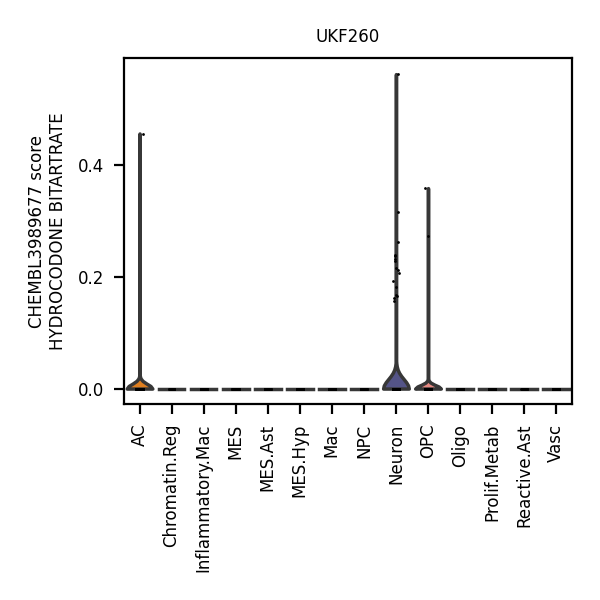 UKF260
CHEMBL3989677 score
HYDROCODONE BITARTRATE
0.4
0.2
0.0
AC
Chromatin.Reg
Inflammatory.Mac
MES
MES.Ast
MES.Hyp
Mac
NPC
Neuron
OPC
Oligo
Prolif.Metab
Reactive.Ast
Vasc